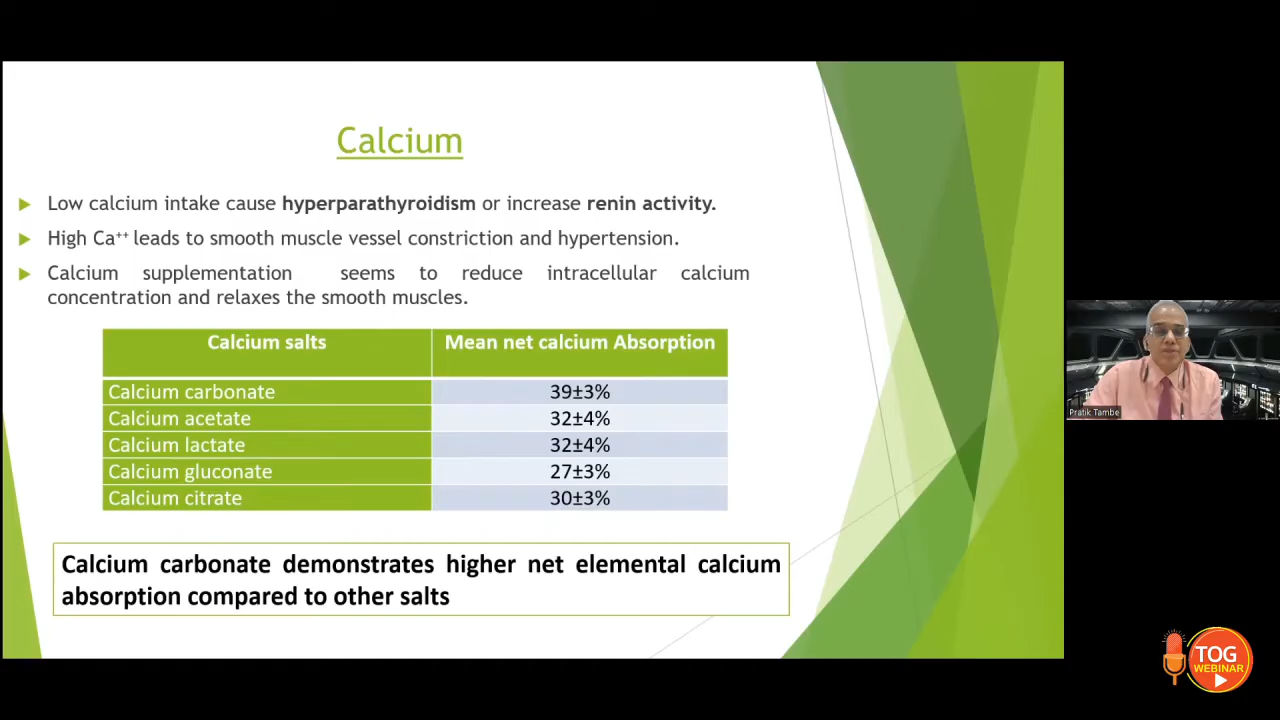 Calcium
Low calcium intake cause hyperparathyroidism or increase renin activity.
High Ca⁺⁺ leads to smooth muscle vessel constriction and hypertension.
Calcium supplementation seems to reduce intracellular calcium
concentration and relaxes the smooth muscles.
Calcium salts Mean net calcium Absorption
Calcium carbonate 39±3%
Calcium acetate 32±4%
Calcium lactate 32±4%
Calcium gluconate 27±3%
Calcium citrate 30±3%
Calcium carbonate demonstrates higher net elemental calcium
absorption compared to other salts
Pratik Tambe
TOG
WEBINAR